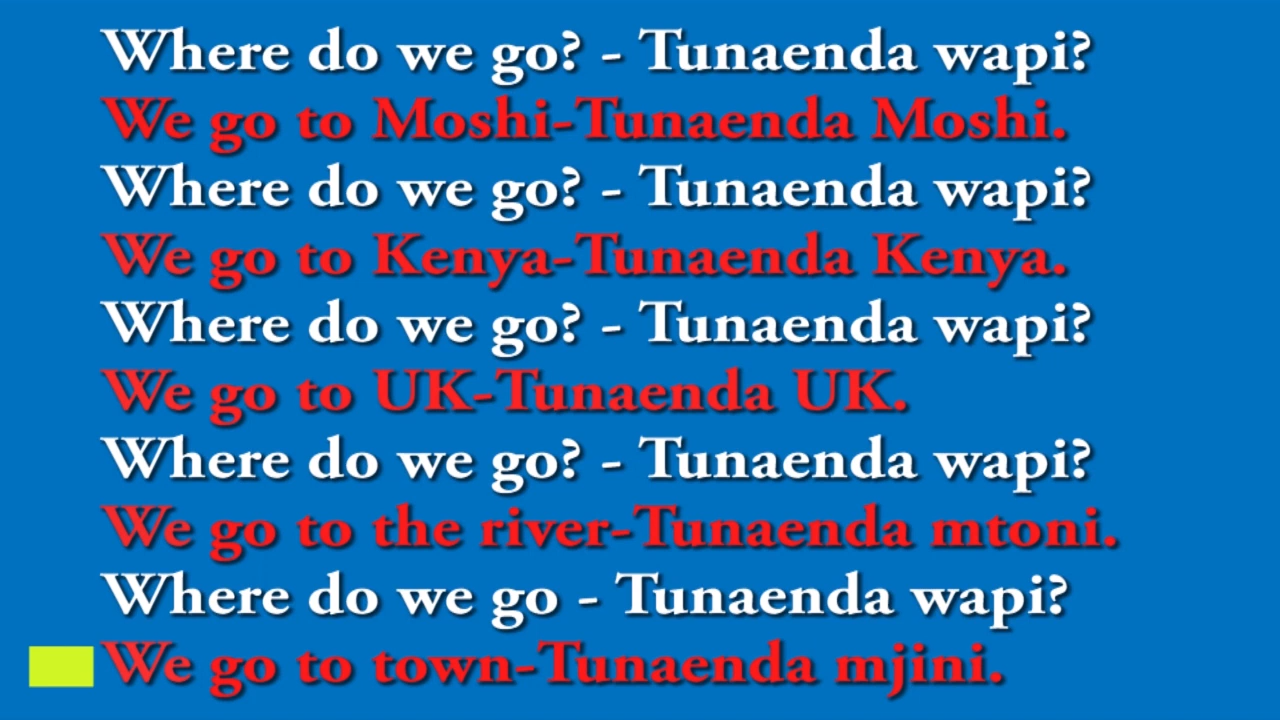 Where do we go? - Tunaenda wapi?
We go to Moshi-Tunaenda Moshi.
Where do we go? - Tunaenda wapi?
We go to Kenya-Tunaenda Kenya.
Where do we go? - Tunaenda wapi?
We go to UK-Tunaenda UK.
Where do we go? - Tunaenda wapi?
We go to the river-Tunaenda mtoni.
Where do we go - Tunaenda wapi?
We go to town-Tunaenda mjini.